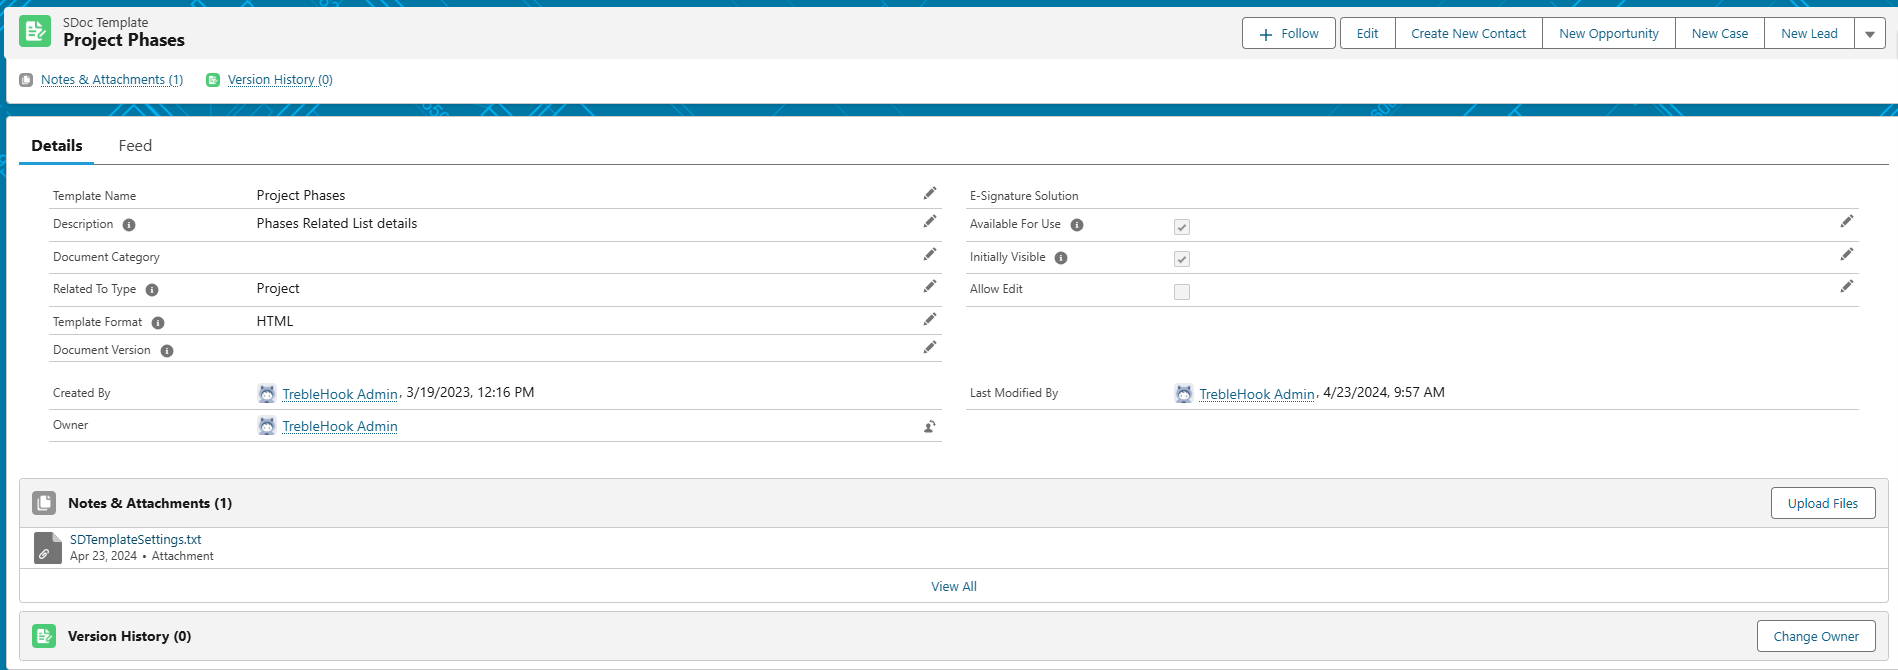 SDoc Template
Project Phases
Follow
Edit
Create New Contact
New Opportunity
New Case
New Lead
Notes & Attachments (1)
Version History (0)
Details
Feed
Template Name
Project Phases
E-Signature Solution
Description
Phases Related List details
Available For Use
Document Category
Initially Visible
Related To Type
Project
Allow Edit
Template Format
HTML
Document Version
Created By
TrebleHook Admin, 3/19/2023, 12:16 PM
Last Modified By
TrebleHook Admin, 4/23/2024, 9:57 AM
Owner
TrebleHook Admin
Notes & Attachments (1)
Upload Files
SDTemplateSettings.txt
Apr 23, 2024 • Attachment
View All
Version History (0)
Change Owner